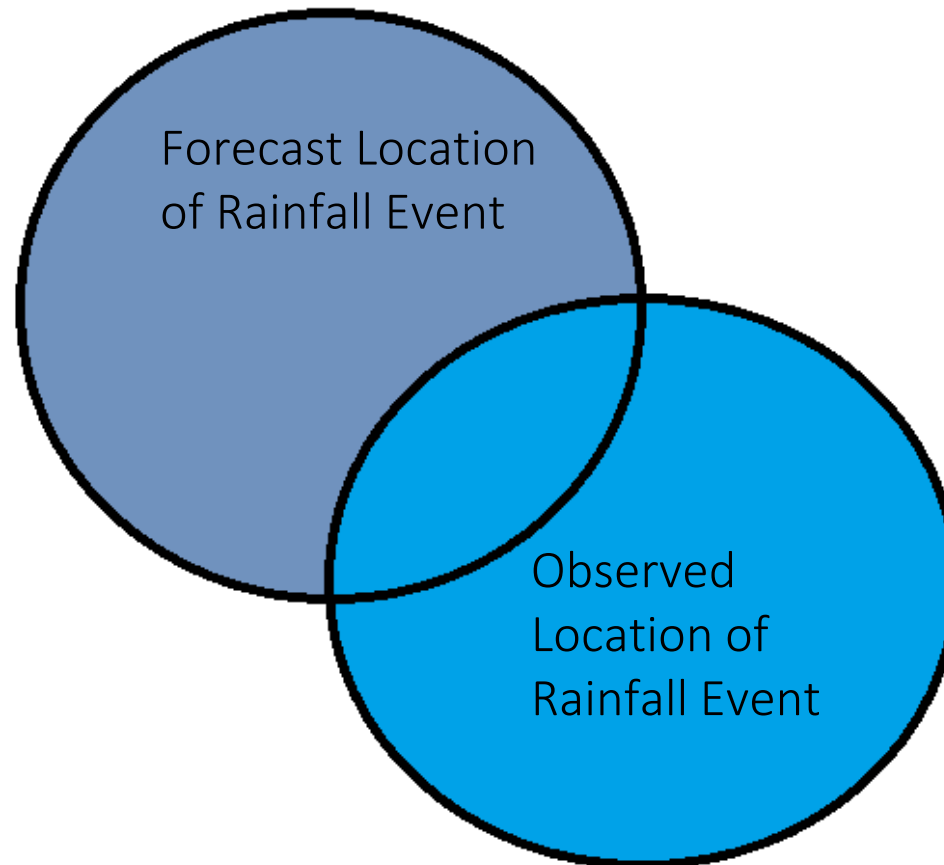 Forecast Location
of Rainfall Event
Observed
Location of
Rainfall Event